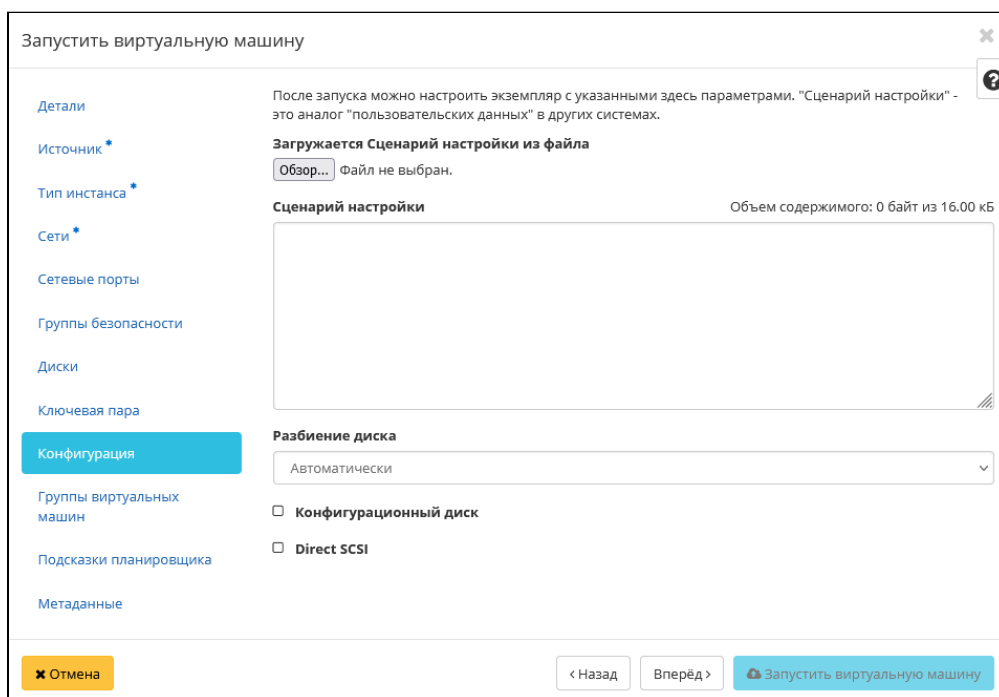 Запустить виртуальную машину
Детали
Источник *
Тип инстанса *
Сети *
Сетевые порты
Группы безопасности
Диски
Ключевая пара
Конфигурация
Группы виртуальных
машин
Подсказки планировщика
Метаданные
После запуска можно настроить экземпляр с указанными здесь параметрами. "Сценарий настройки" -
это аналог "пользовательских данных" в других системах.
Загружается Сценарий настройки из файла
Обзор... Файл не выбран.
Сценарий настройки Объем содержимого: 0 байт из 16.00 кБ
Разбиение диска
Автоматически
Конфигурационный диск
Direct SCSI
Отмена
Назад
Вперёд
Запустить виртуальную машину